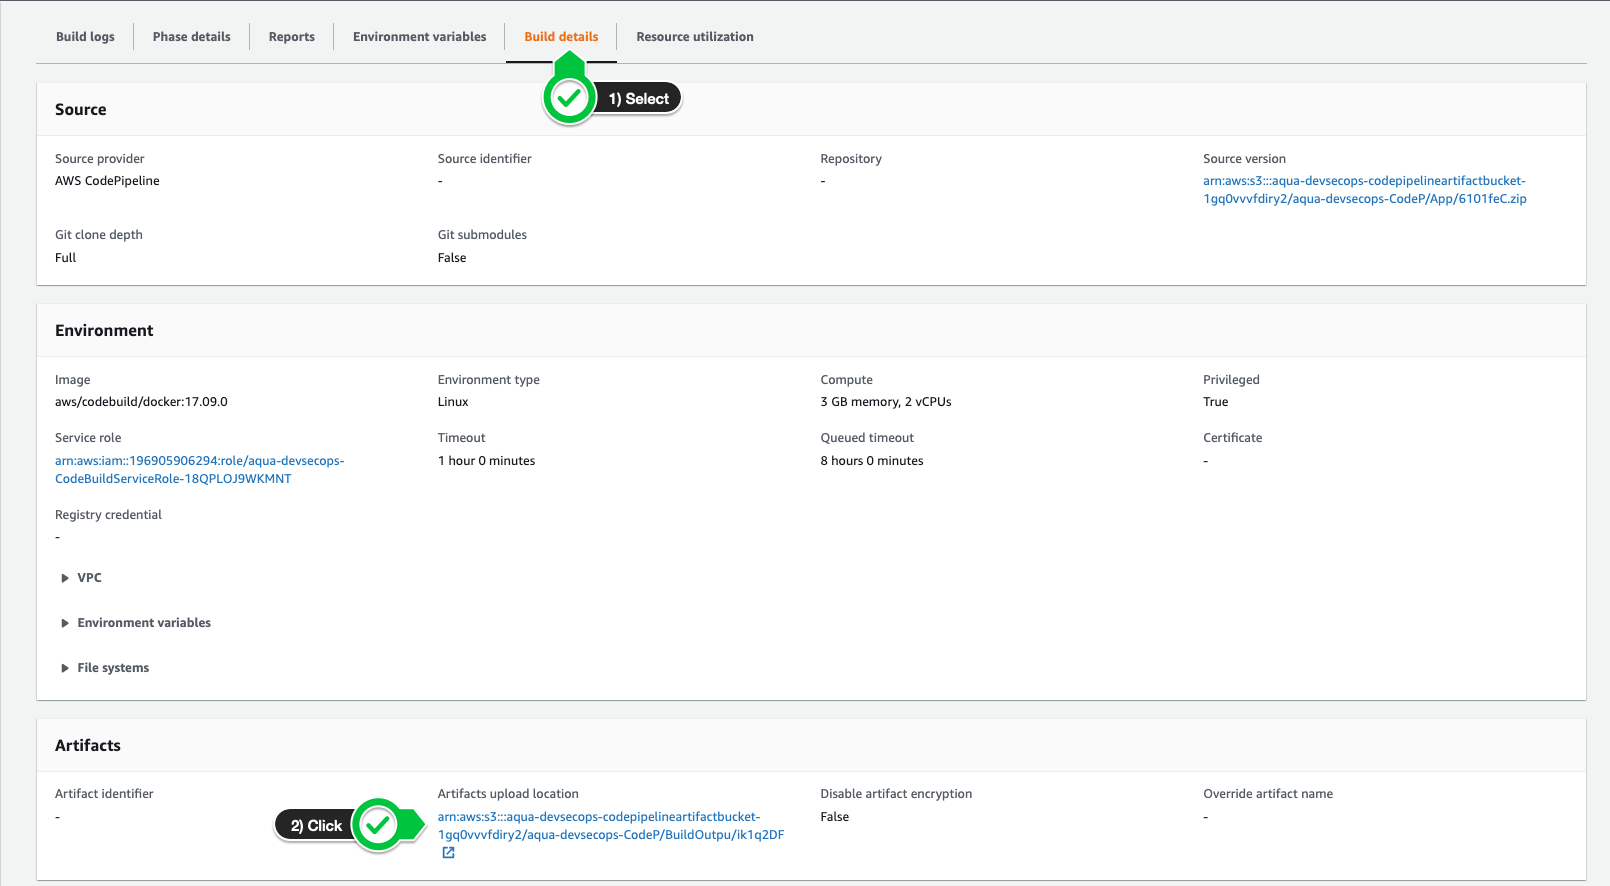 Build logs
Phase details
Reports
Environment variables
Build details
Resource utilization
1) Select
Source
Source provider
AWS CodePipeline
Source identifier
-
Repository
-
Source version
arn:aws:s3:::aqua-devsecops-codepipelineartifactbucket-
1gq0vvvfdiry2/aqua-devsecops-CodeP/App/6101feC.zip
Git clone depth
Full
Git submodules
False
Environment
Image
aws/codebuild/docker:17.09.0
Environment type
Linux
Compute
3 GB memory, 2 vCPUs
Privileged
True
Service role
arn:aws:iam::196905906294:role/aqua-devsecops-
CodeBuildServiceRole-18QPLOJ9WKMNT
Timeout
1 hour 0 minutes
Queued timeout
8 hours 0 minutes
Certificate
-
Registry credential
-
VPC
Environment variables
File systems
Artifacts
Artifact identifier
-
2) Click
Artifacts upload location
arn:aws:s3:::aqua-devsecops-codepipelineartifactbucket-
1gq0vvvfdiry2/aqua-devsecops-CodeP/BuildOutpu/ik1q2DF
Disable artifact encryption
False
Override artifact name
-